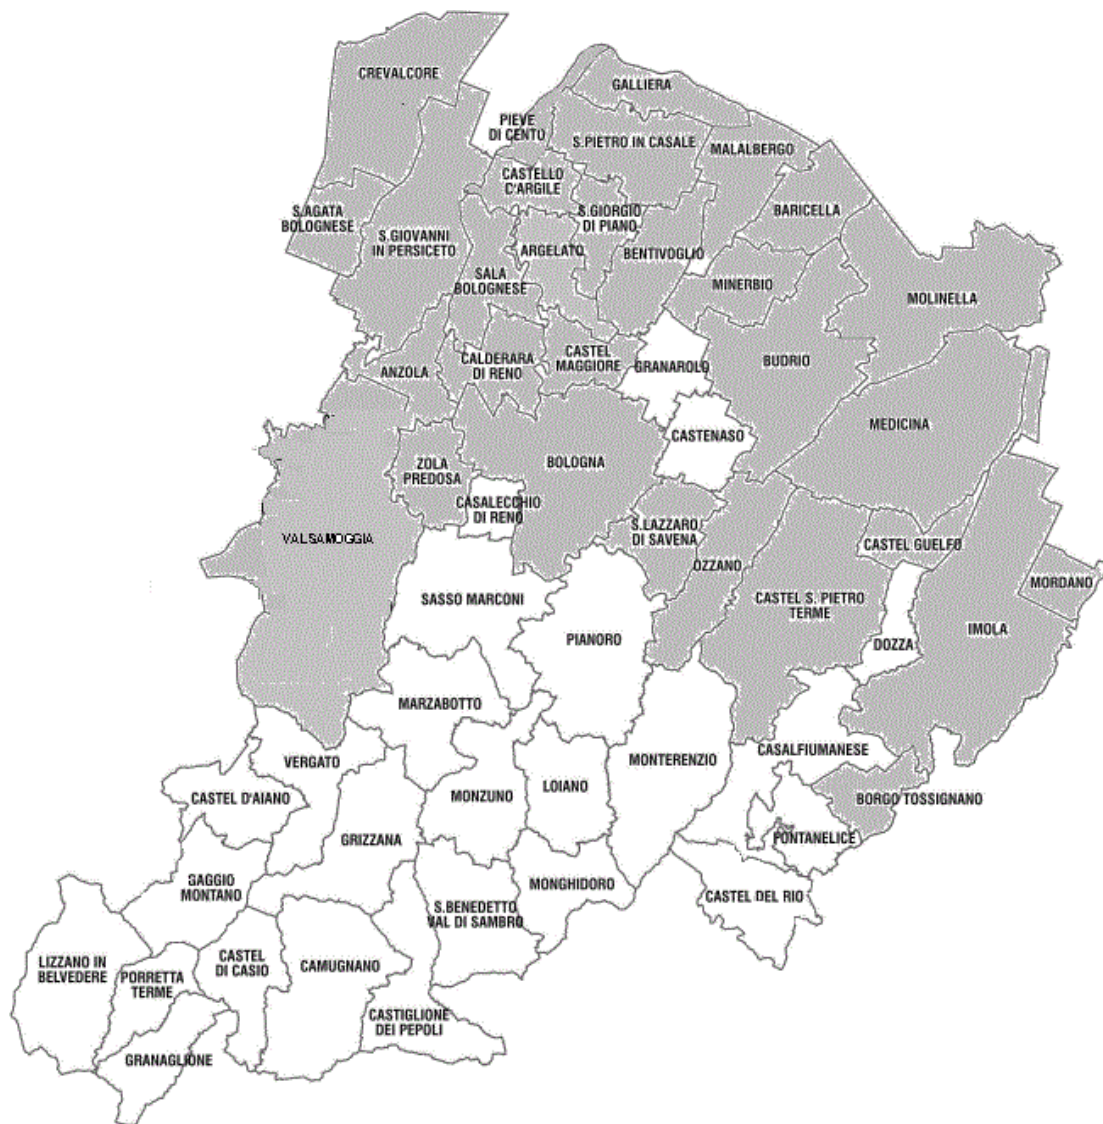 CREVALCORE
GALLIERA
PIEVE
DI CENTO
S.PIETRO IN CASALE
MALALBERGO
CASTELLO
D'ARGILE
S.AGATA
BOLOGNESE
S.GIOVANNI
IN PERSICETO
S.GIORGIO
DI PIANO
BARICELLA
ARGELATO
BENTIVOGLIO
SALA
BOLOGNESE
MINERBIO
MOLINELLA
ANZOLA
CALDERARA
DI RENO
CASTEL
MAGGIORE
GRANAROLO
BUDRIO
MEDICINA
CASTENASO
ZOLA
PREDOSA
BOLOGNA
CASALECCHIO
DI RENO
VALSAMOGGIA
S.LAZZARO
DI SAVENA
CASTEL GUELFO
OZZANO
MORDANO
SASSO MARCONI
CASTEL S. PIETRO
TERME
IMOLA
PIANORO
DOZZA
MARZABOTTO
VERGATO
MONTERENZIO
CASALFIUMANESE
CASTEL D'AIANO
MONZUNO
LOIANO
BORGO TOSSIGNANO
GRIZZANA
FONTANELICE
GAGGIO
MONTANO
MONGHIDORO
CASTEL DEL RIO
S.BENEDETTO
VAL DI SAMBRO
LIZZANO IN
BELVEDERE
PORRETTA
TERME
CASTEL
DI CASIO
CAMUGNANO
CASTIGLIONE
DEI PEPOLI
GRANAGLIONE